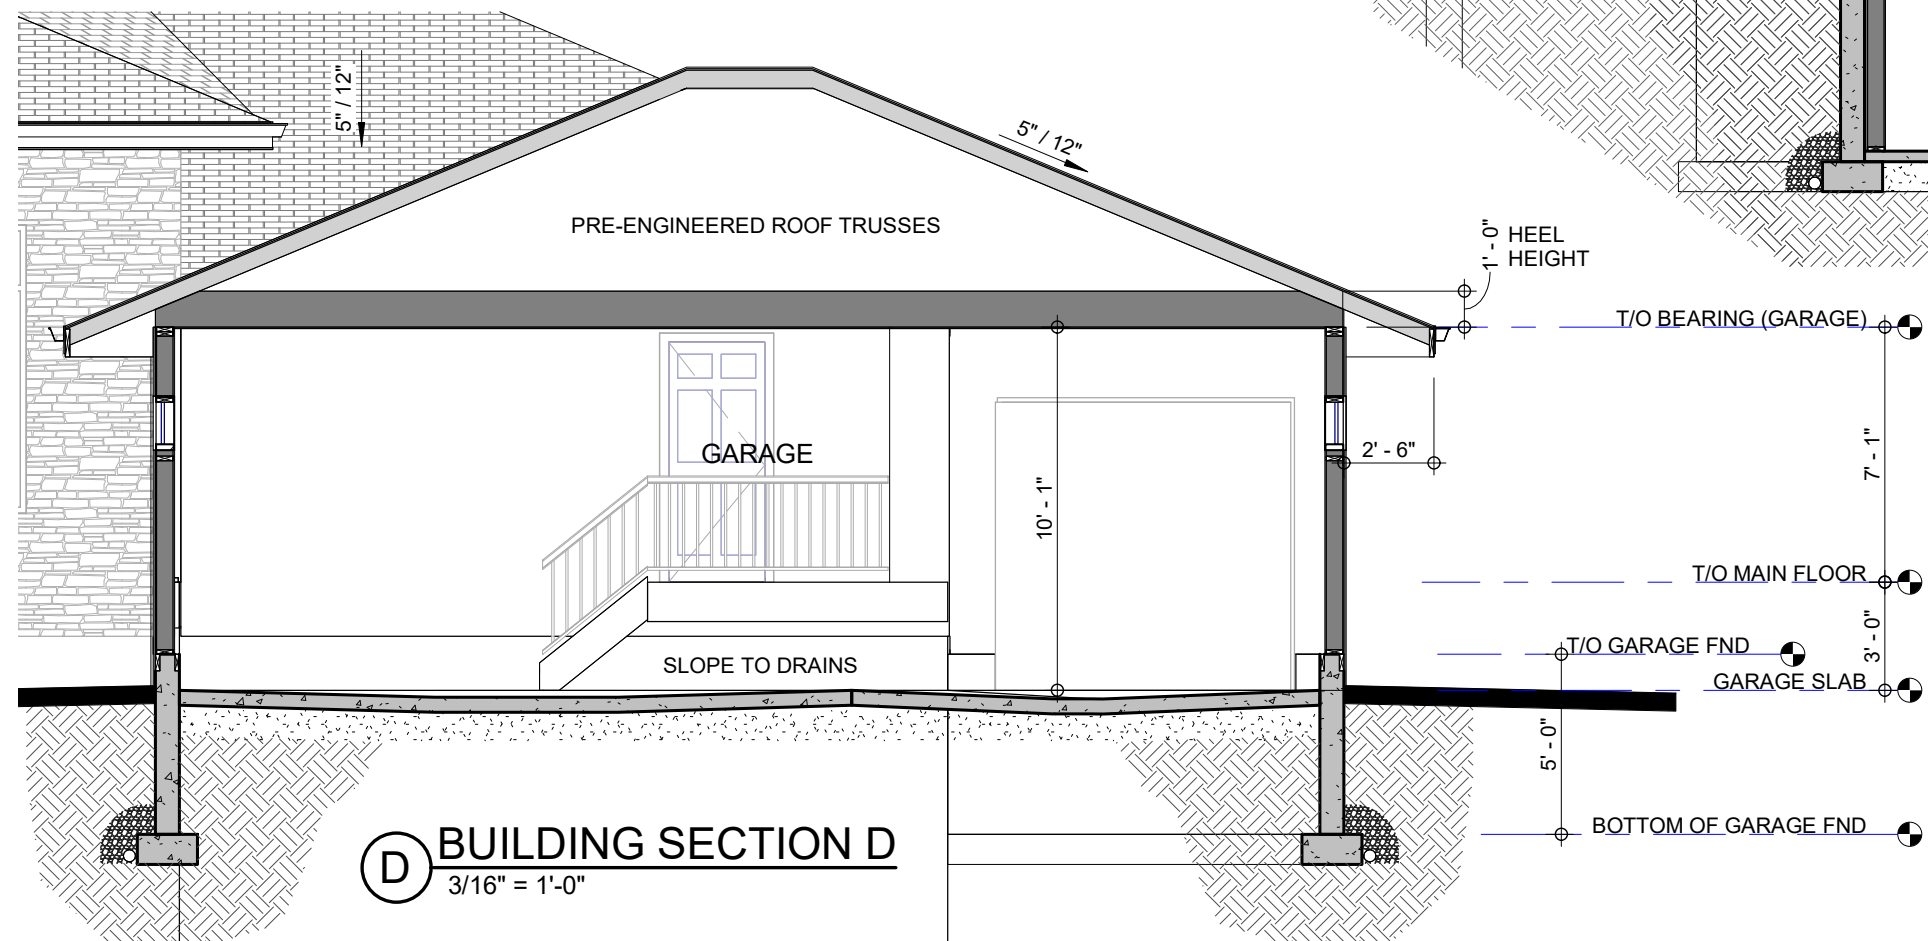 5" / 12"
5" / 12"
PRE-ENGINEERED ROOF TRUSSES
1' - 0"
HEEL
HEIGHT
T/O BEARING (GARAGE)
GARAGE
2' - 6"
7' - 1"
10' - 1"
T/O MAIN FLOOR
T/O GARAGE FND
3' - 0"
SLOPE TO DRAINS
GARAGE SLAB
5' - 0"
BOTTOM OF GARAGE FND
D
BUILDING SECTION D
3/16" = 1'-0"